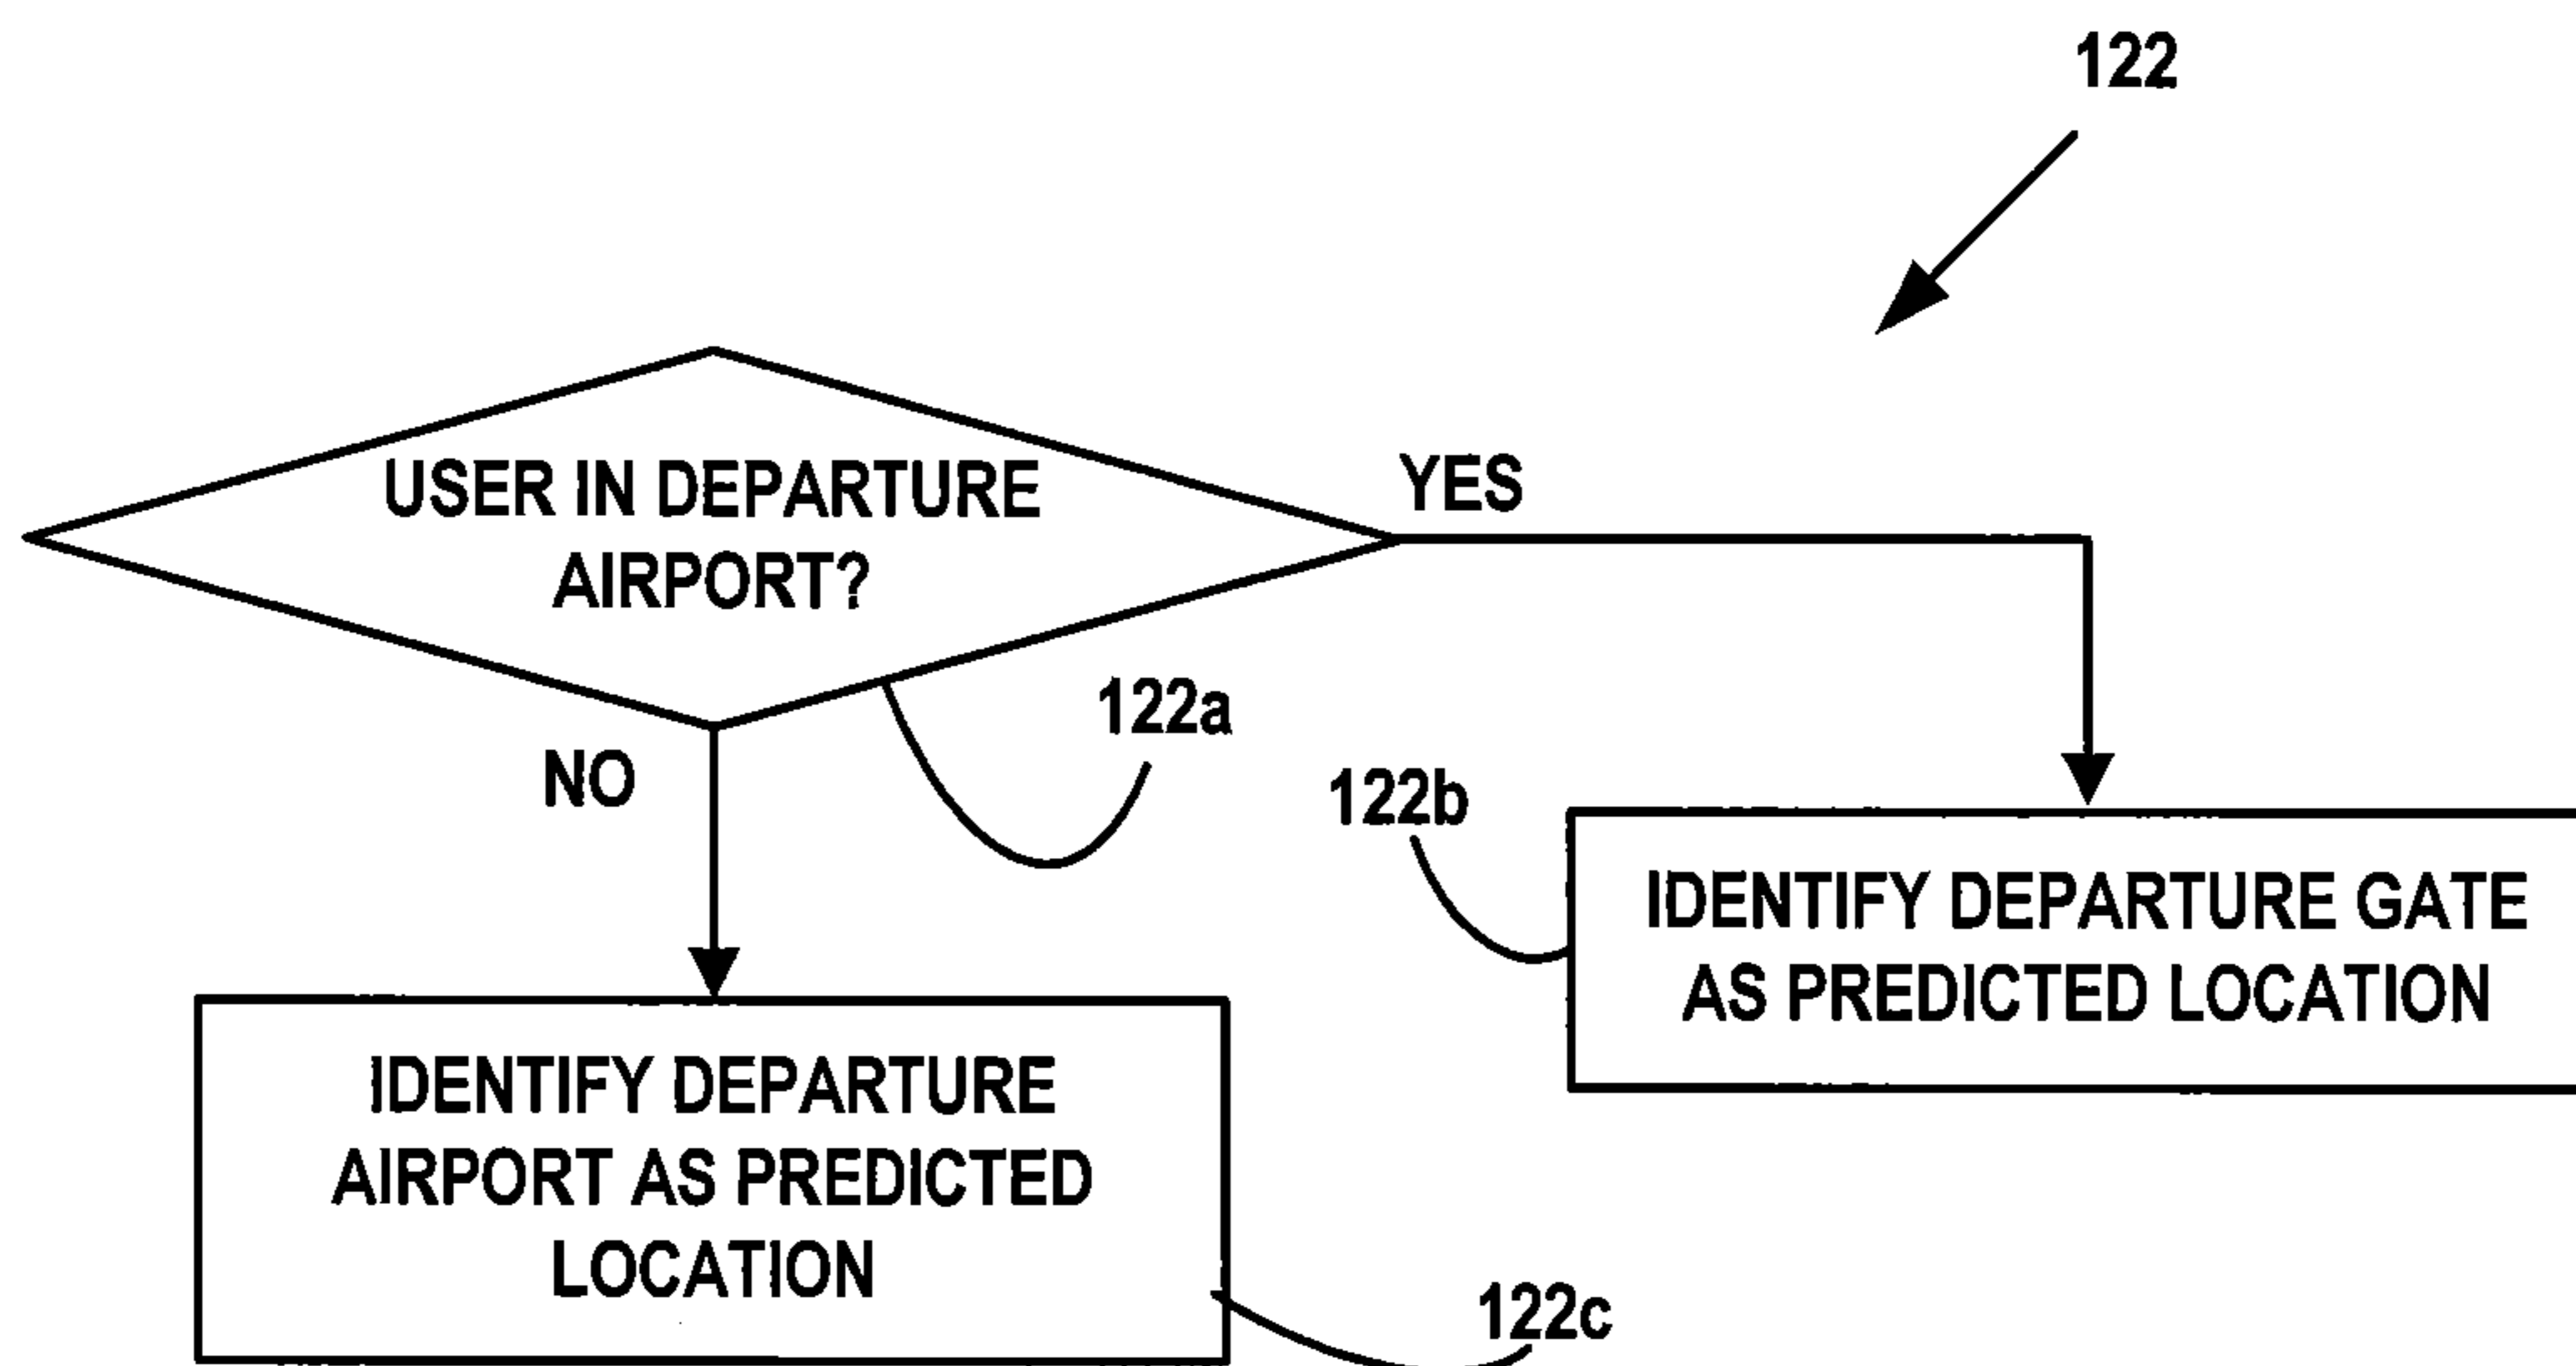 122
USER IN DEPARTURE
AIRPORT?
YES
NO
122a
122b
IDENTIFY DEPARTURE GATE
AS PREDICTED LOCATION
IDENTIFY DEPARTURE
AIRPORT AS PREDICTED
LOCATION
122c